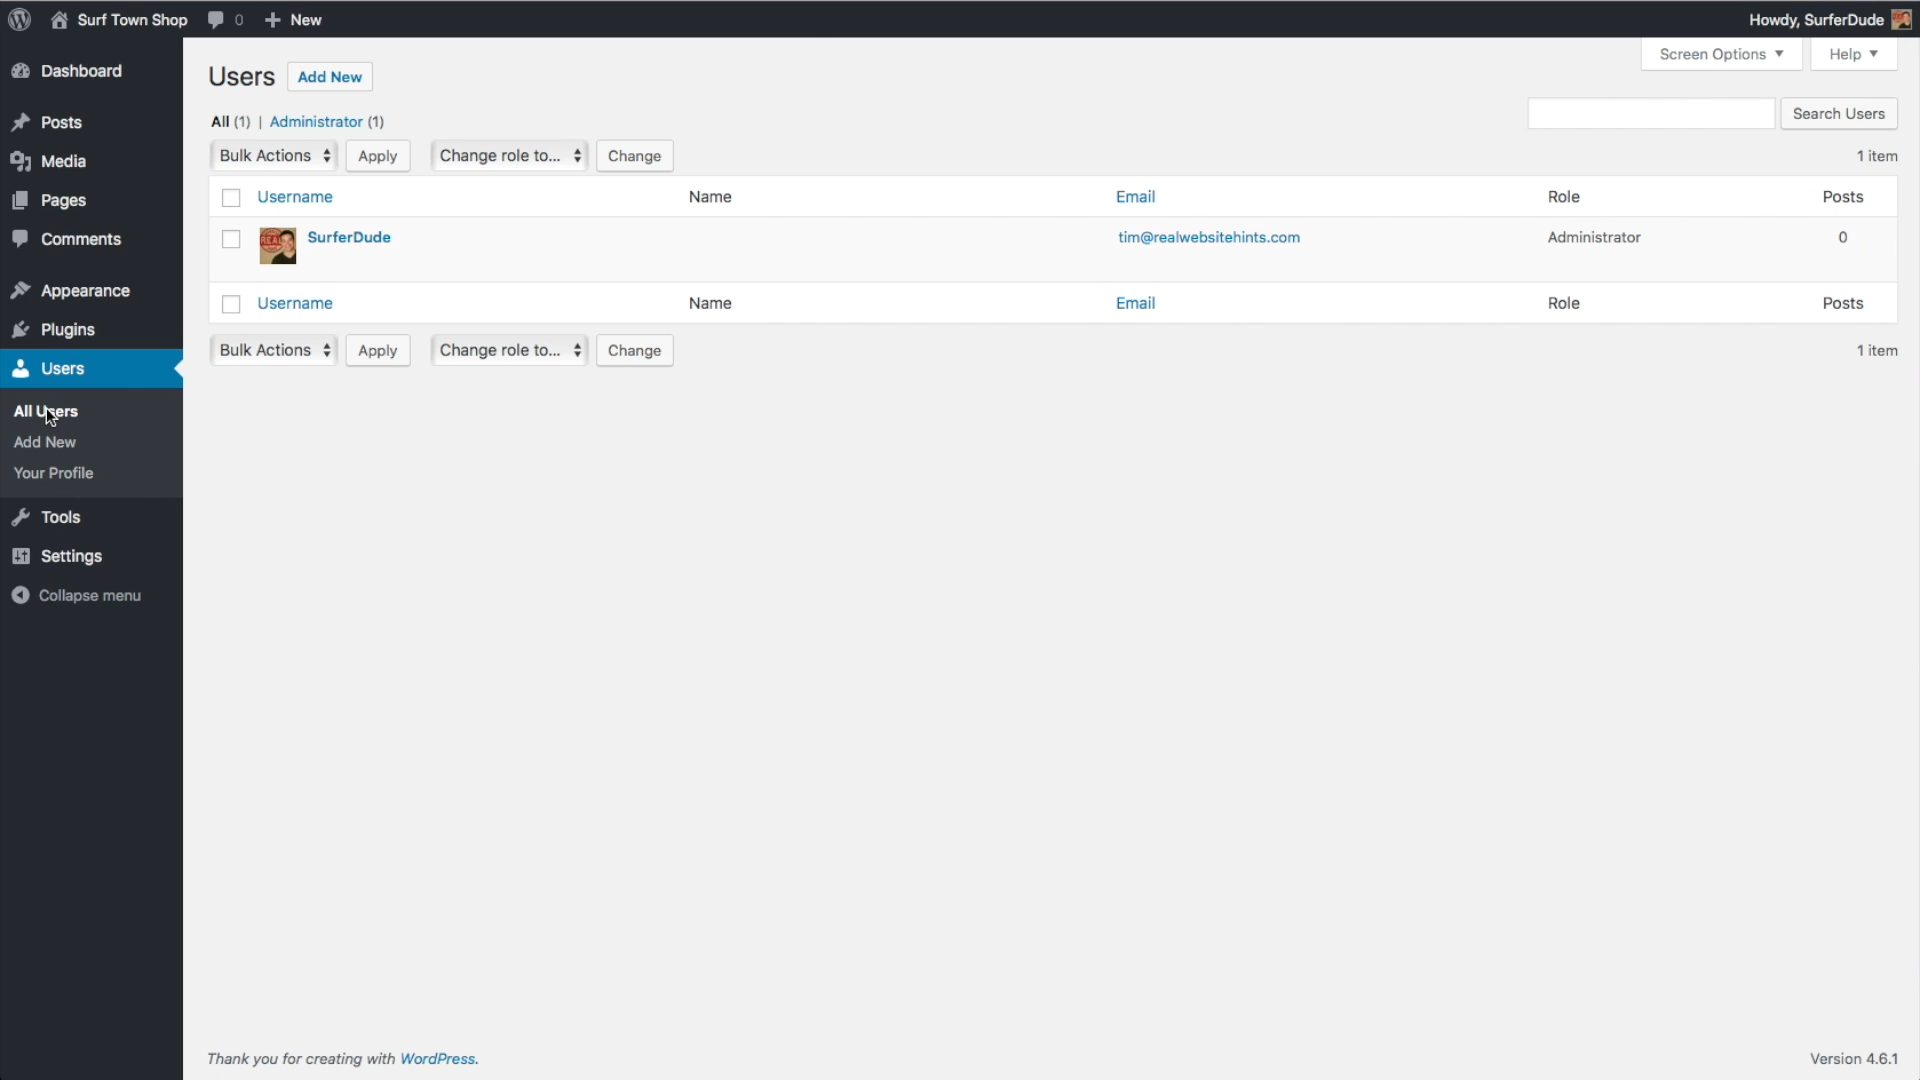 Surf Town Shop 0 New Howdy, SurferDude
Dashboard
Posts
Media
Pages
Comments
Appearance
Plugins
Users
All Users
Add New
Your Profile
Tools
Settings
Collapse menu
Screen Options Help
Users Add New
All (1) | Administrator (1)
Search Users
Bulk Actions Apply Change role to... Change 1 item
Username Name Email Role Posts
SurferDude tim@realwebsitehints.com Administrator 0
Username Name Email Role Posts
Bulk Actions Apply Change role to... Change 1 item
Thank you for creating with WordPress. Version 4.6.1